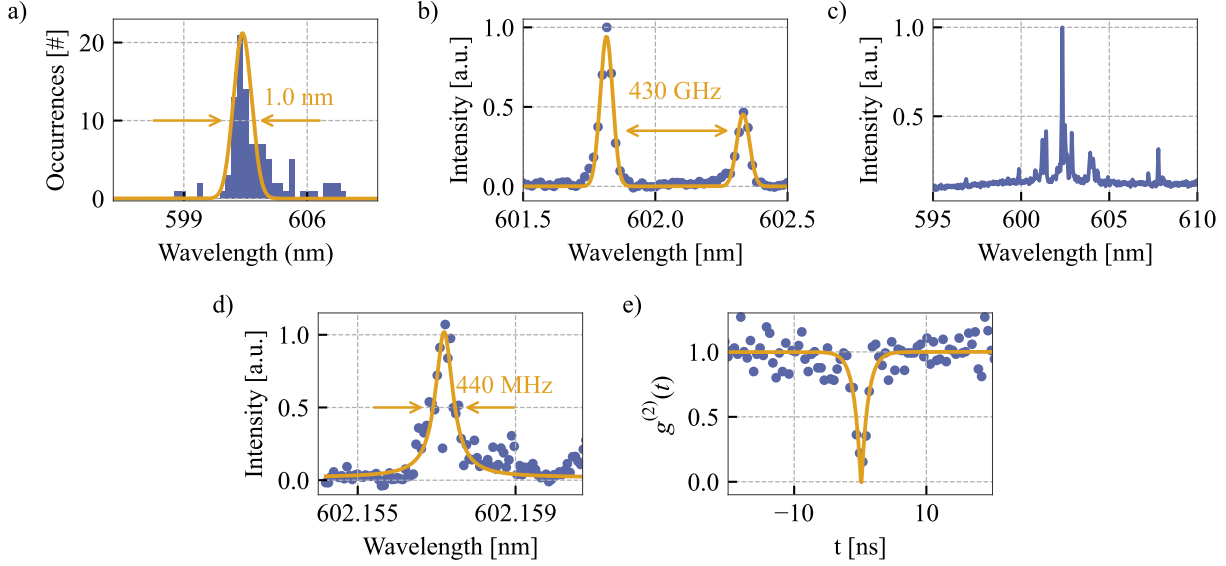 a)
20
10
0
Occurrences [#]
1.0 nm
599
606
Wavelength (nm)
b)
1.0
0.5
0.0
Intensity [a.u.]
430 GHz
601.5
602.0
602.5
Wavelength [nm]
c)
1.0
0.5
Intensity [a.u.]
595
600
605
610
Wavelength [nm]
d)
1.0
0.5
0.0
Intensity [a.u.]
440 MHz
602.155
602.159
Wavelength [nm]
e)
1.0
0.5
0.0
g⁽²⁾(t)
−10
10
t [ns]